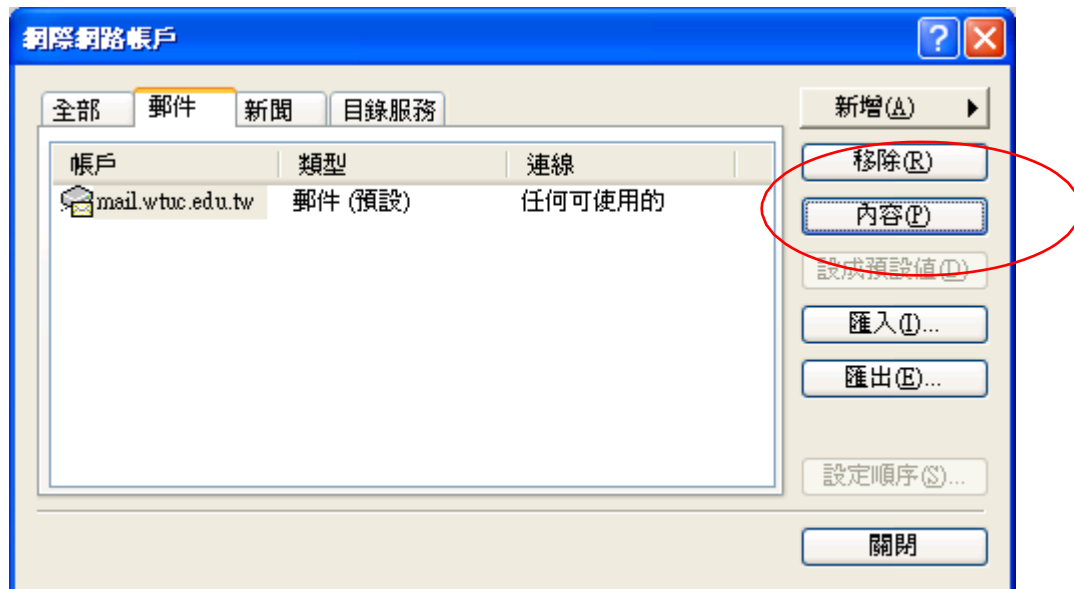 網際網路帳戶
全部 郵件 新聞 目錄服務
新增(A)
帳戶 類型 連線
移除(R)
mail.wtuc.edu.tw 郵件 (預設) 任何可使用的
內容(P)
設成預設值(D)
匯入(I)...
匯出(E)...
設定順序(S)...
關閉